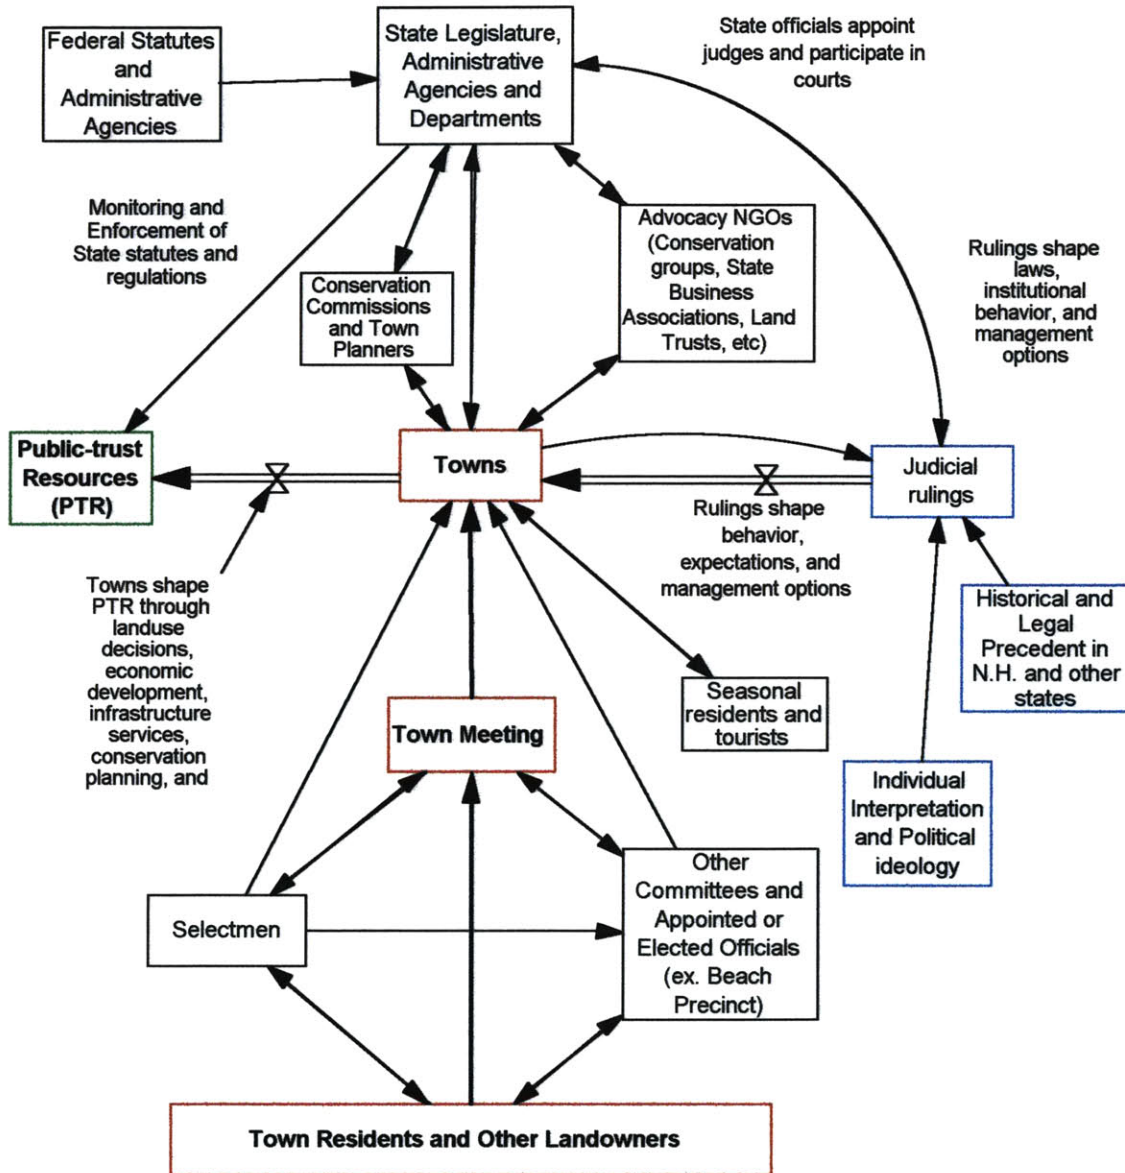 Federal Statutes
and
Administrative
Agencies
State Legislature,
Administrative
Agencies and
Departments
State officials appoint
judges and participate in
courts
Monitoring and
Enforcement of
State statutes and
regulations
Conservation
Commissions
and Town
Planners
Advocacy NGOs
(Conservation
groups, State
Business
Associations, Land
Trusts, etc)
Rulings shape
laws,
institutional
behavior, and
management
options
Public-trust
Resources
(PTR)
Towns
Judicial
rulings
Rulings shape
behavior,
expectations, and
management options
Towns shape
PTR through
landuse
decisions,
economic
development,
infrastructure
services,
conservation
planning, and
Historical and
Legal
Precedent in
N.H. and other
states
Seasonal
residents and
tourists
Town Meeting
Individual
Interpretation
and Political
ideology
Selectmen
Other
Committees and
Appointed or
Elected Officials
(ex. Beach
Precinct)
Town Residents and Other Landowners